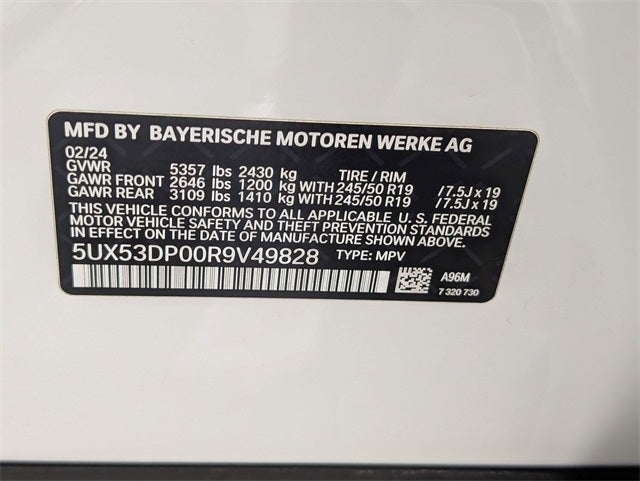 MFD BY BAYERISCHE MOTOREN WERKE AG
02/24
GVWR 5357 lbs 2430 kg TIRE / RIM
GAWR FRONT 2646 lbs 1200 kg WITH 245/50 R19 /7.5J x 19
GAWR REAR 3109 lbs 1410 kg WITH 245/50 R19 /7.5J x 19
THIS VEHICLE CONFORMS TO ALL APPLICABLE U. S. FEDERAL
MOTOR VEHICLE SAFETY AND THEFT PREVENTION STANDARDS
IN EFFECT ON THE DATE OF MANUFACTURE SHOWN ABOVE.
5UX53DP00R9V49828 TYPE: MPV
A96M
7 320 730